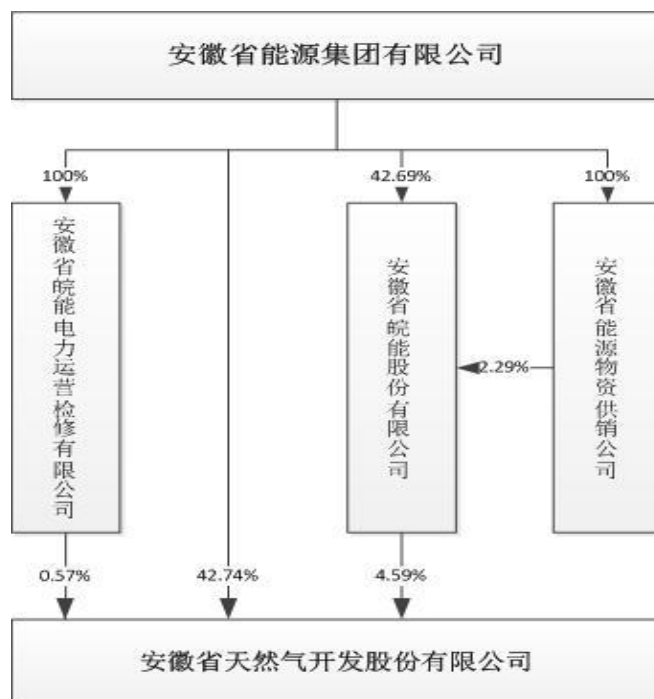 安徽省能源集团有限公司
100%
42.69%
100%
安徽省皖能电力运营检修有限公司
安徽省皖能股份有限公司
安徽省能源物资供销公司
2.29%
0.57%
42.74%
4.59%
安徽省天然气开发股份有限公司